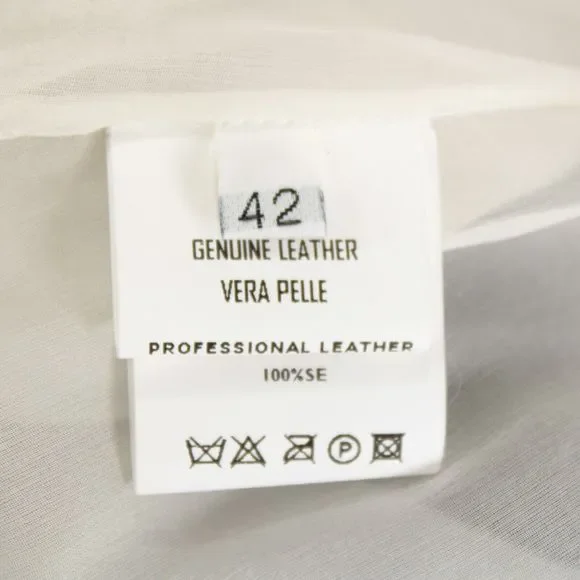 42
GENUINE LEATHER
VERA PELLE
PROFESSIONAL LEATHER
100%SE
P